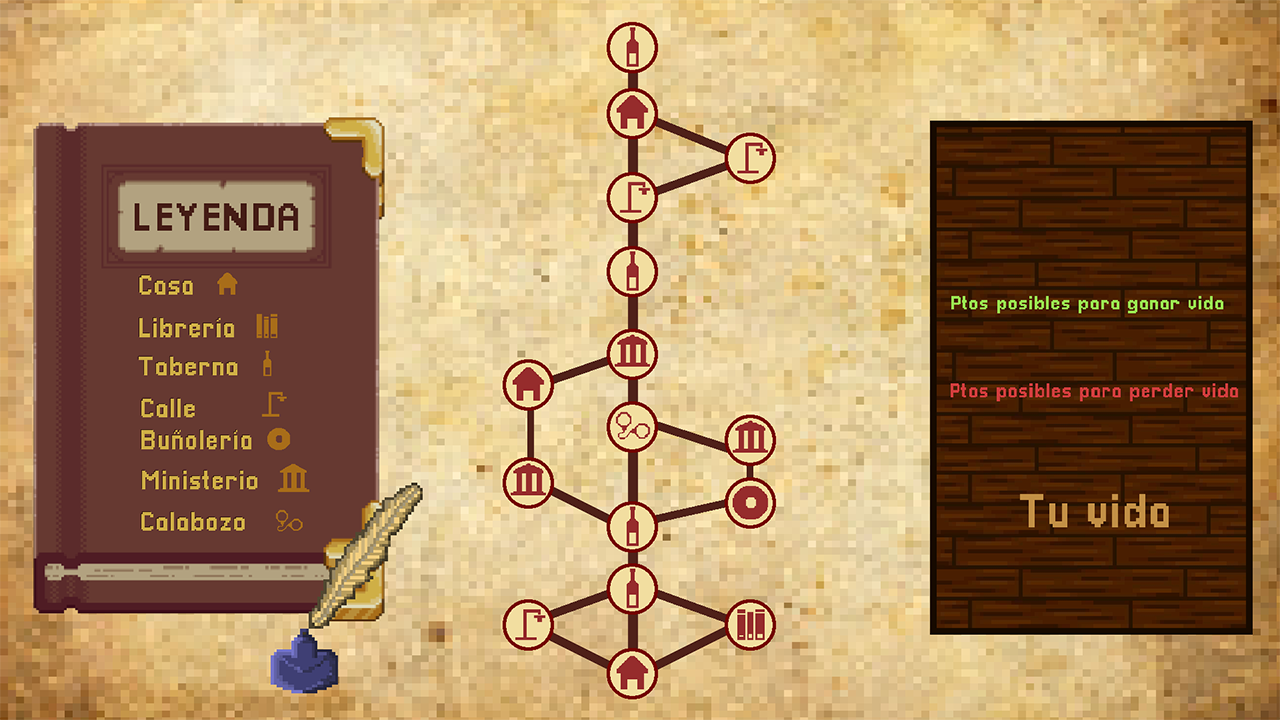 LEYENDA
Casa
Librería
Taberna
Calle
Buñolería
Ministerio
Calabozo
Ptos posibles para ganar vida
Ptos posibles para perder vida
Tu vida